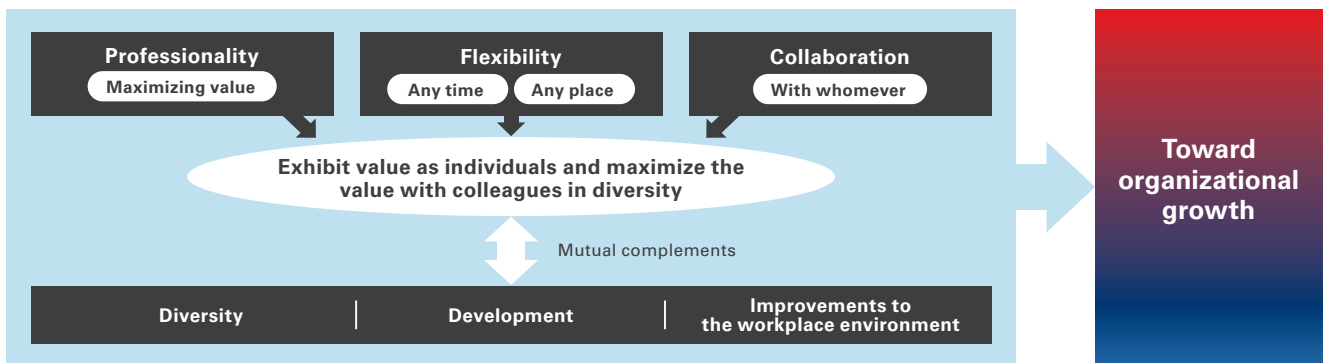 Professionality
Maximizing value
Flexibility
Any time
Any place
Collaboration
With whomever
Exhibit value as individuals and maximize the
value with colleagues in diversity
Mutual complements
Diversity
Development
Improvements to
the workplace environment
Toward
organizational
growth